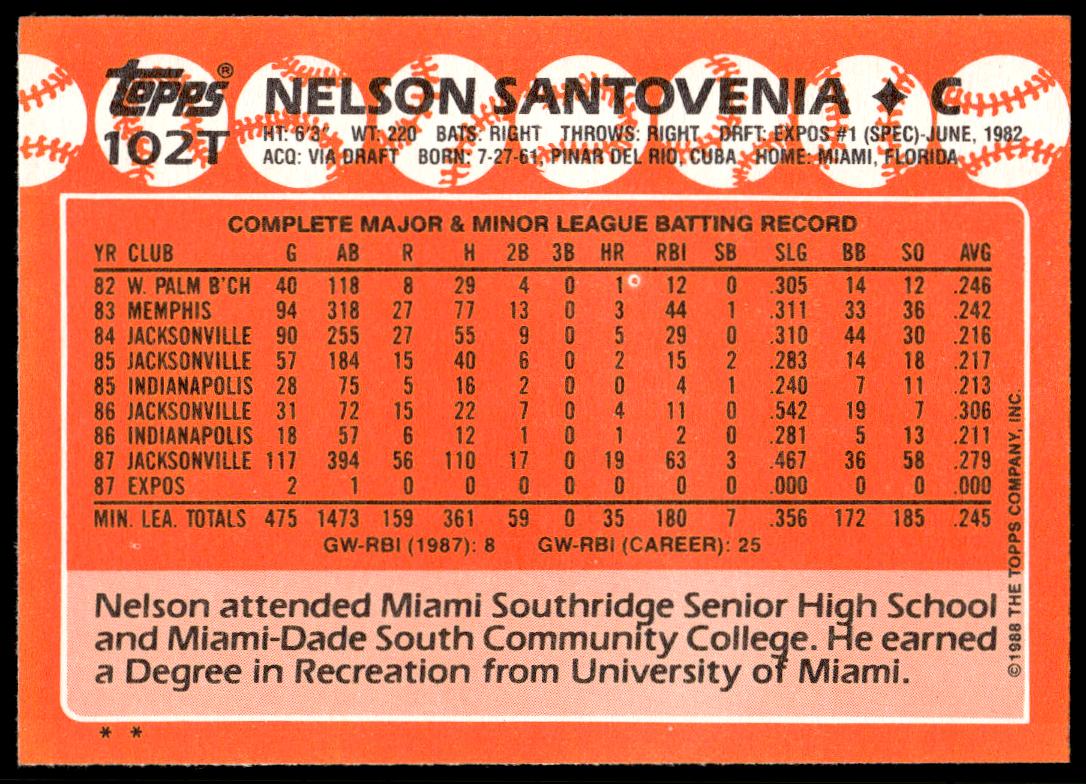 Topps®
102T
NELSON SANTOVENIA ♦ C
HT: 6'3" WT: 220 BATS: RIGHT THROWS: RIGHT DRFT: EXPOS #1 (SPEC)-JUNE, 1982
ACQ: VIA DRAFT BORN: 7-27-61, PINAR DEL RIO, CUBA HOME: MIAMI, FLORIDA
COMPLETE MAJOR & MINOR LEAGUE BATTING RECORD
YR CLUB G AB R H 2B 3B HR RBI SB SLG BB SO AVG
82 W. PALM B'CH 40 118 8 29 4 0 1 12 0 .305 14 12 .246
83 MEMPHIS 94 318 27 77 13 0 3 44 1 .311 33 36 .242
84 JACKSONVILLE 90 255 27 55 9 0 5 29 0 .310 44 30 .216
85 JACKSONVILLE 57 184 15 40 6 0 2 15 2 .283 14 18 .217
85 INDIANAPOLIS 28 75 5 16 2 0 0 4 1 .240 7 11 .213
86 JACKSONVILLE 31 72 15 22 7 0 4 11 0 .542 19 7 .306
86 INDIANAPOLIS 18 57 6 12 1 0 1 2 0 .281 5 13 .211
87 JACKSONVILLE 117 394 56 110 17 0 19 63 3 .467 36 58 .279
87 EXPOS 2 1 0 0 0 0 0 0 0 .000 0 0 .000
MIN. LEA. TOTALS 475 1473 159 361 59 0 35 180 7 .356 172 185 .245
GW-RBI (1987): 8 GW-RBI (CAREER): 25
Nelson attended Miami Southridge Senior High School
and Miami-Dade South Community College. He earned
a Degree in Recreation from University of Miami.
©1988 THE TOPPS COMPANY, INC.
* *